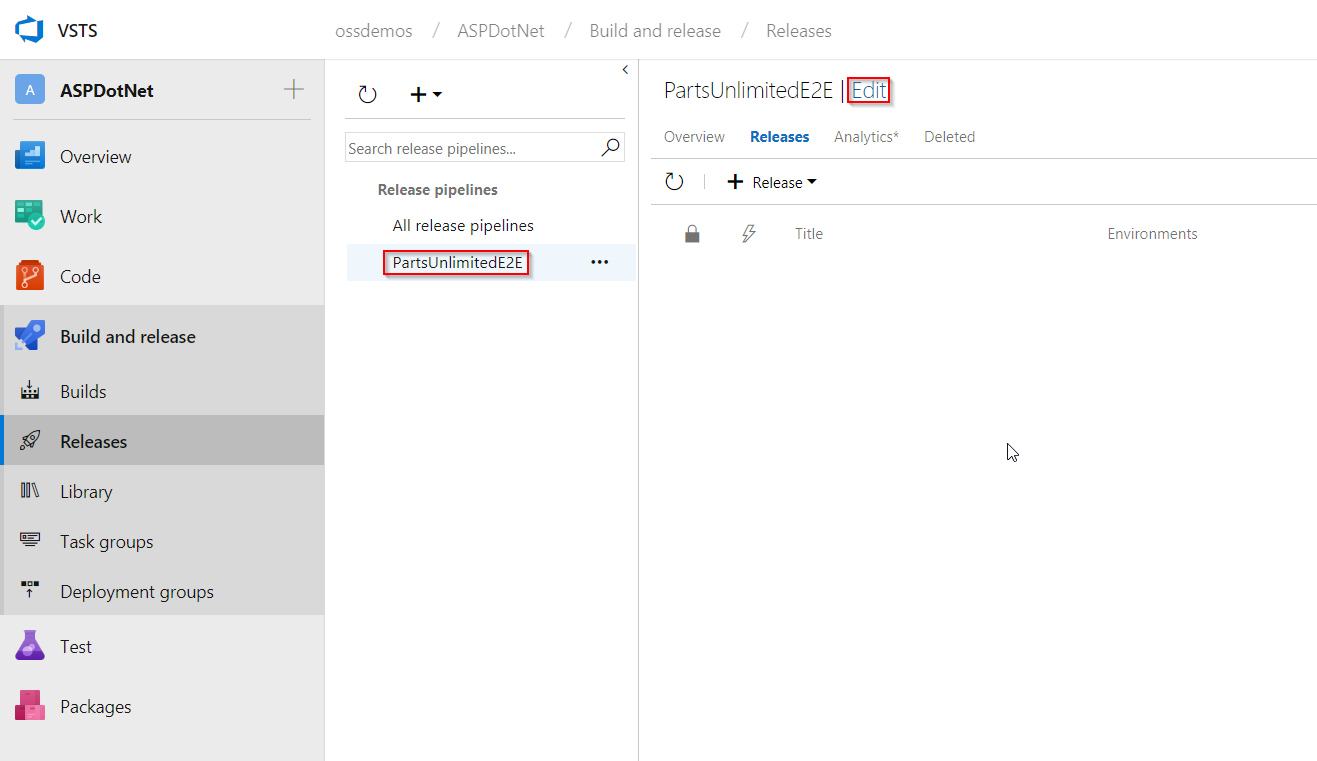 VSTS
ossdemos / ASPDotNet / Build and release / Releases
A ASPDotNet
Overview
Work
Code
Build and release
Builds
Releases
Library
Task groups
Deployment groups
Test
Packages
Search release pipelines...
Release pipelines
All release pipelines
PartsUnlimitedE2E
PartsUnlimitedE2E | Edit
Overview Releases Analytics* Deleted
Release
Title Environments